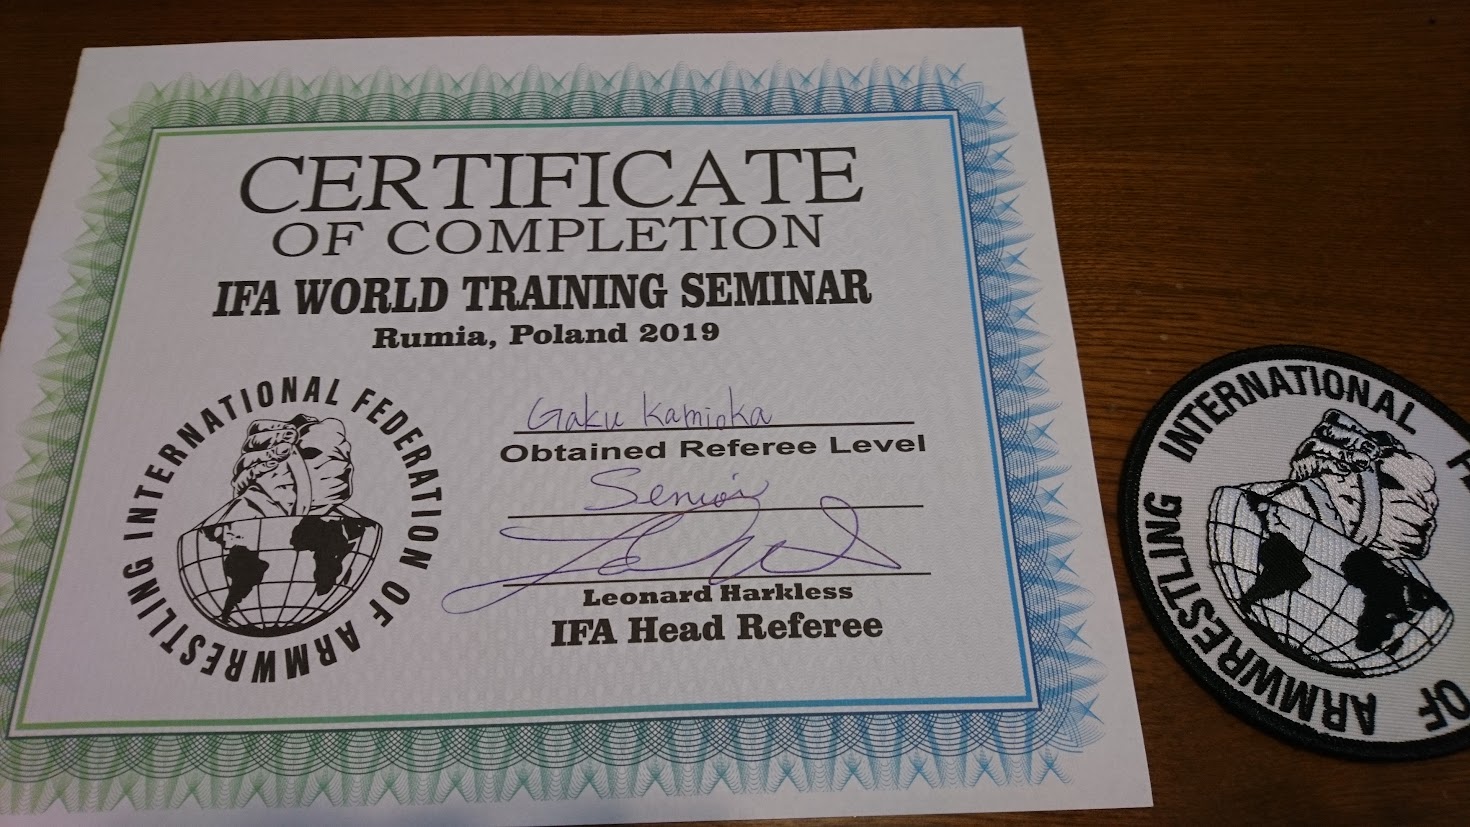 CERTIFICATE
OF COMPLETION
IFA WORLD TRAINING SEMINAR
Rumia, Poland 2019
INTERNATIONAL FEDERATION OF ARMWRESTLING
Gaku Kamioka
Obtained Referee Level
Senior
Leonard Harkless
IFA Head Referee
INTERNATIONAL
OF ARMWRESTLING